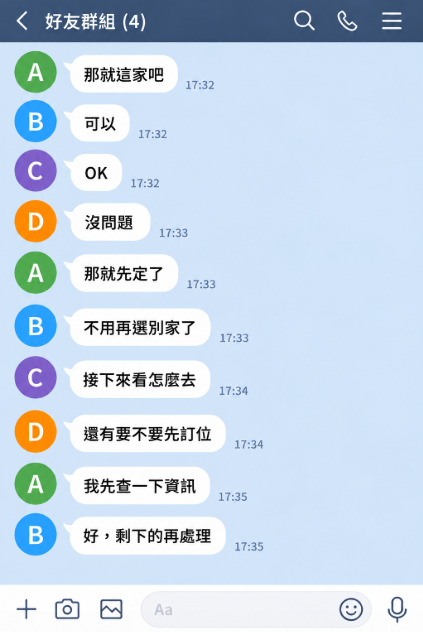 好友群組 (4)
A
那就這家吧
17:32
B
可以
17:32
C
OK
17:32
D
沒問題
17:33
A
那就先定了
17:33
B
不用再選別家了
17:33
C
接下來看怎麼去
17:34
D
還有要不要先訂位
17:34
A
我先查一下資訊
17:35
B
好，剩下的再處理
17:35
Aa